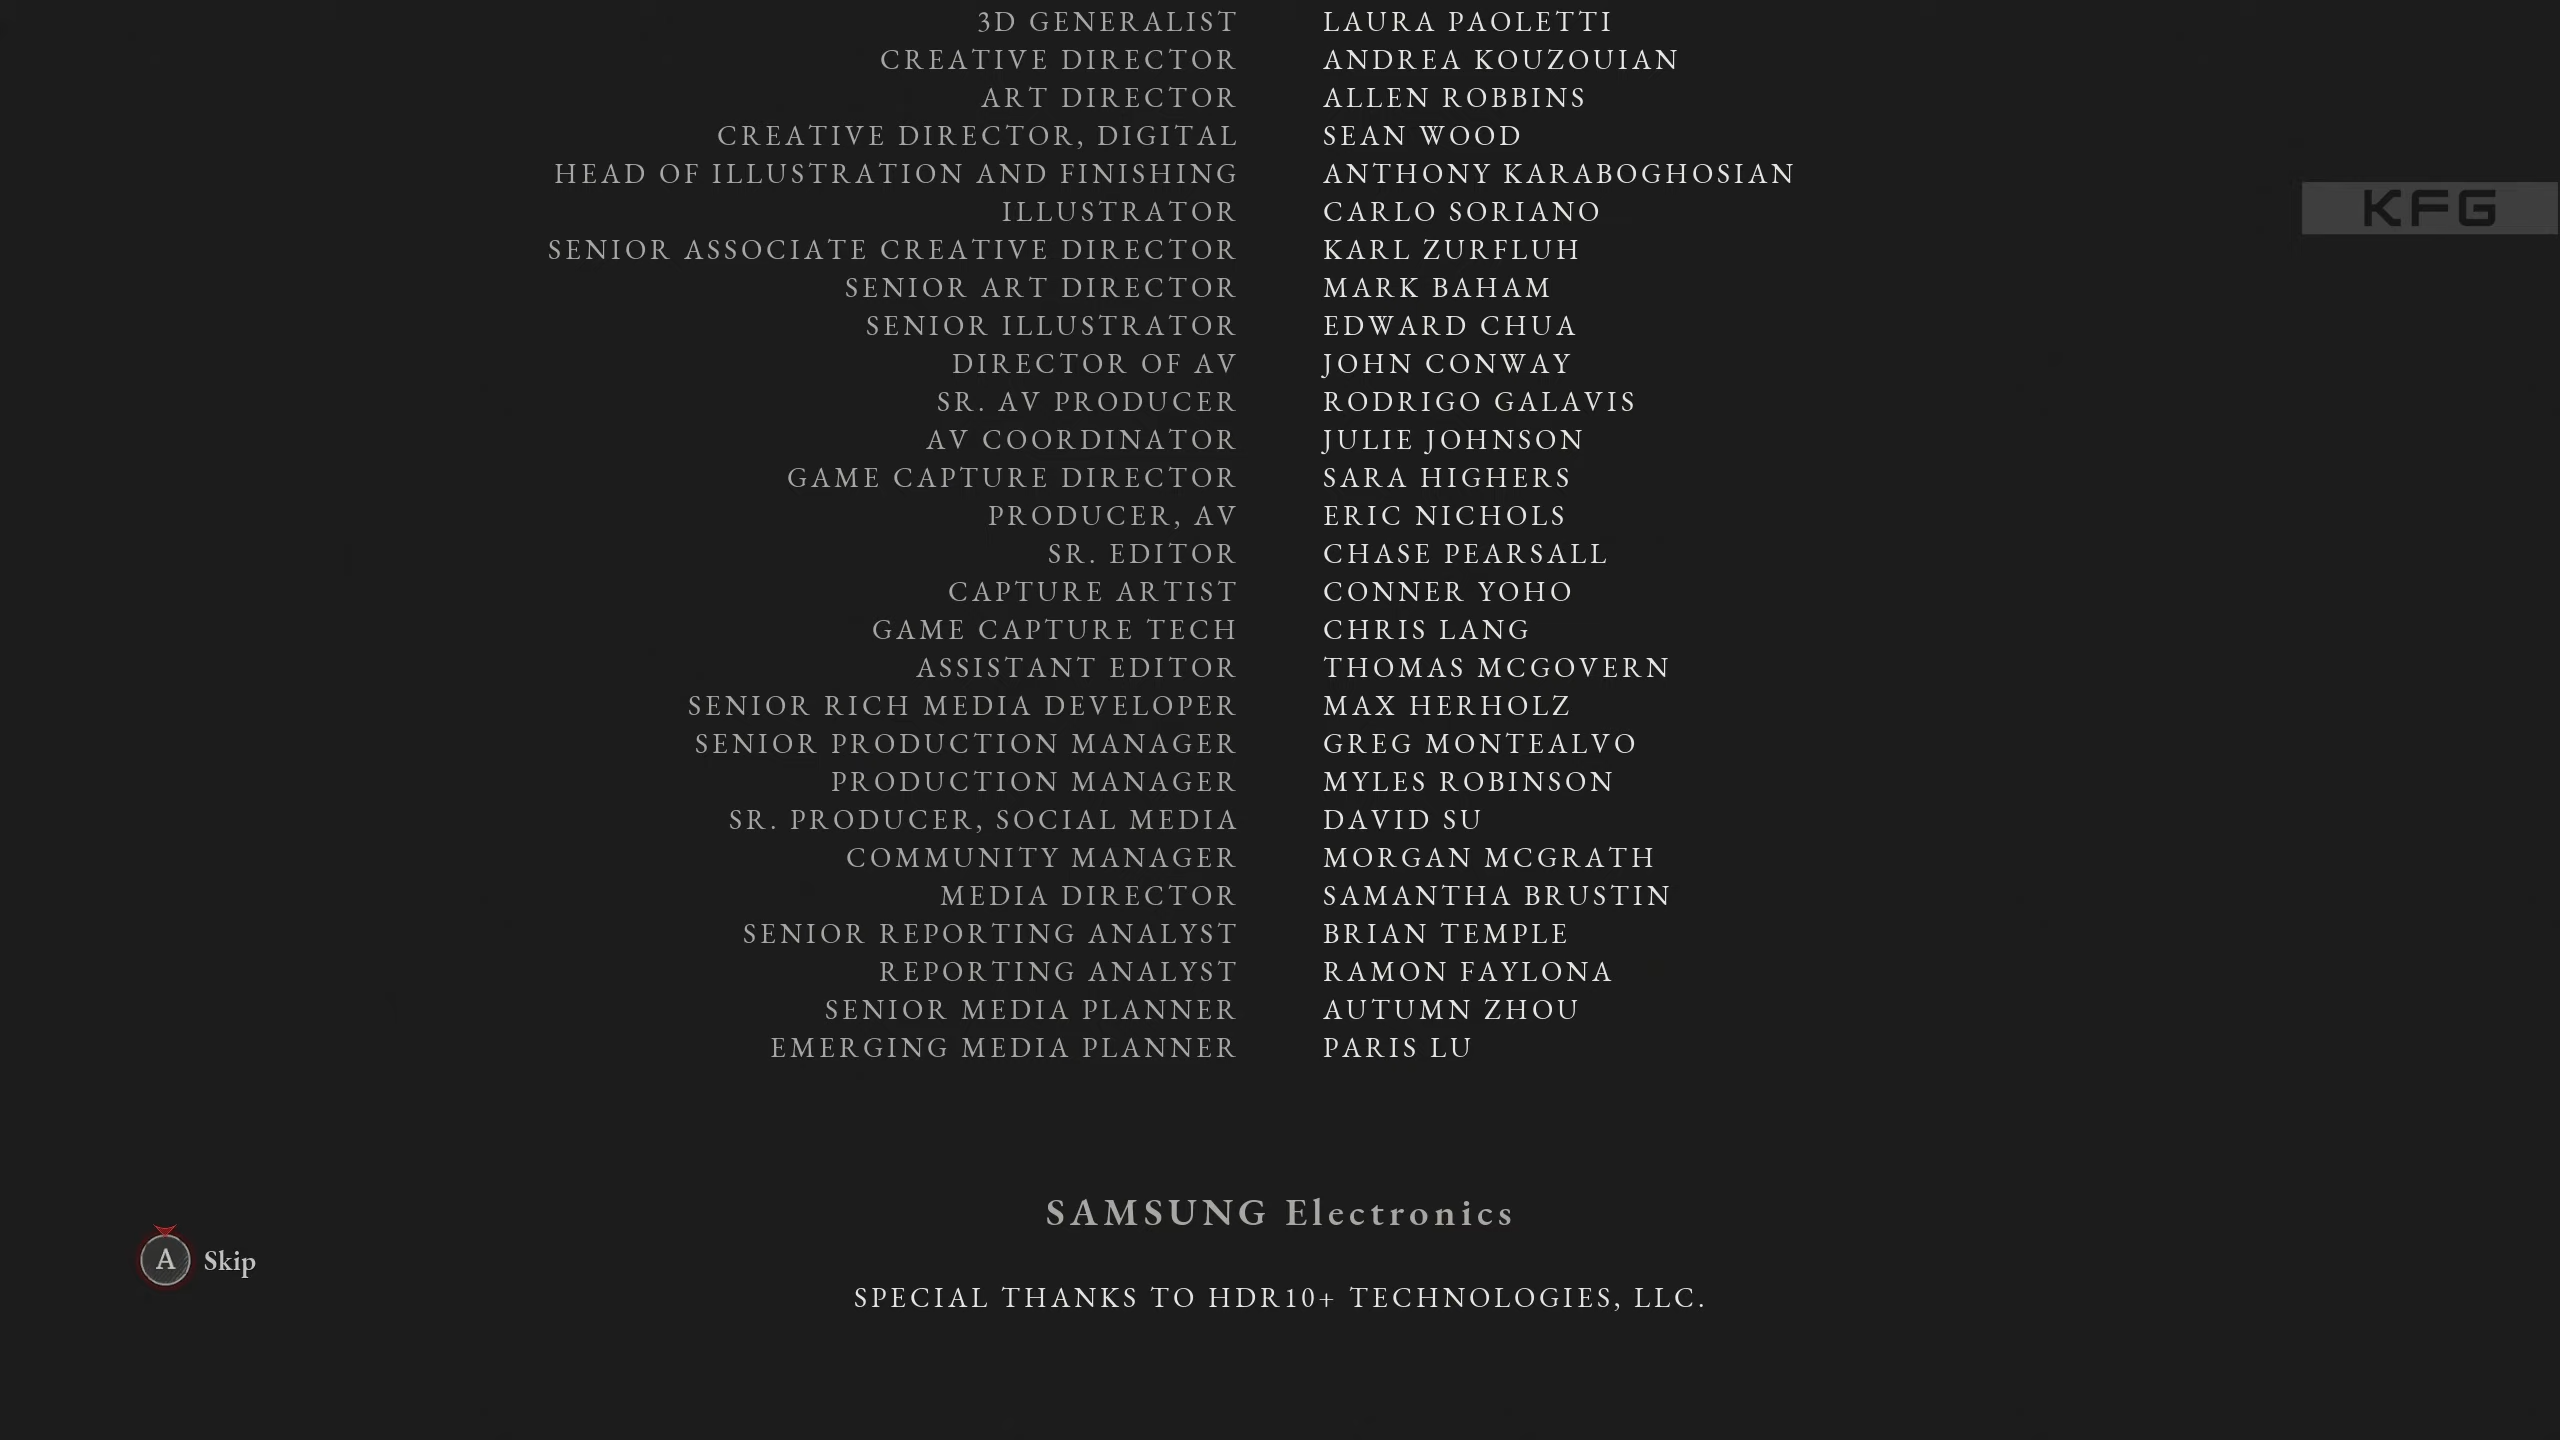 3D GENERALIST LAURA PAOLETTI
CREATIVE DIRECTOR ANDREA KOUZOUIAN
ART DIRECTOR ALLEN ROBBINS
CREATIVE DIRECTOR, DIGITAL SEAN WOOD
HEAD OF ILLUSTRATION AND FINISHING ANTHONY KARABOGHOSIAN
KFG
ILLUSTRATOR CARLO SORIANO
SENIOR ASSOCIATE CREATIVE DIRECTOR KARL ZURFLUH
SENIOR ART DIRECTOR MARK BAHAM
SENIOR ILLUSTRATOR EDWARD CHUA
DIRECTOR OF AV JOHN CONWAY
SR. AV PRODUCER RODRIGO GALAVIS
AV COORDINATOR JULIE JOHNSON
GAME CAPTURE DIRECTOR SARA HIGHERS
PRODUCER, AV ERIC NICHOLS
SR. EDITOR CHASE PEARSALL
CAPTURE ARTIST CONNER YOHO
GAME CAPTURE TECH CHRIS LANG
ASSISTANT EDITOR THOMAS MCGOVERN
SENIOR RICH MEDIA DEVELOPER MAX HERHOLZ
SENIOR PRODUCTION MANAGER GREG MONTEALVO
PRODUCTION MANAGER MYLES ROBINSON
SR. PRODUCER, SOCIAL MEDIA DAVID SU
COMMUNITY MANAGER MORGAN MCGRATH
MEDIA DIRECTOR SAMANTHA BRUSTIN
SENIOR REPORTING ANALYST BRIAN TEMPLE
REPORTING ANALYST RAMON FAYLONA
SENIOR MEDIA PLANNER AUTUMN ZHOU
EMERGING MEDIA PLANNER PARIS LU
SAMSUNG Electronics
A Skip
SPECIAL THANKS TO HDR10+ TECHNOLOGIES, LLC.